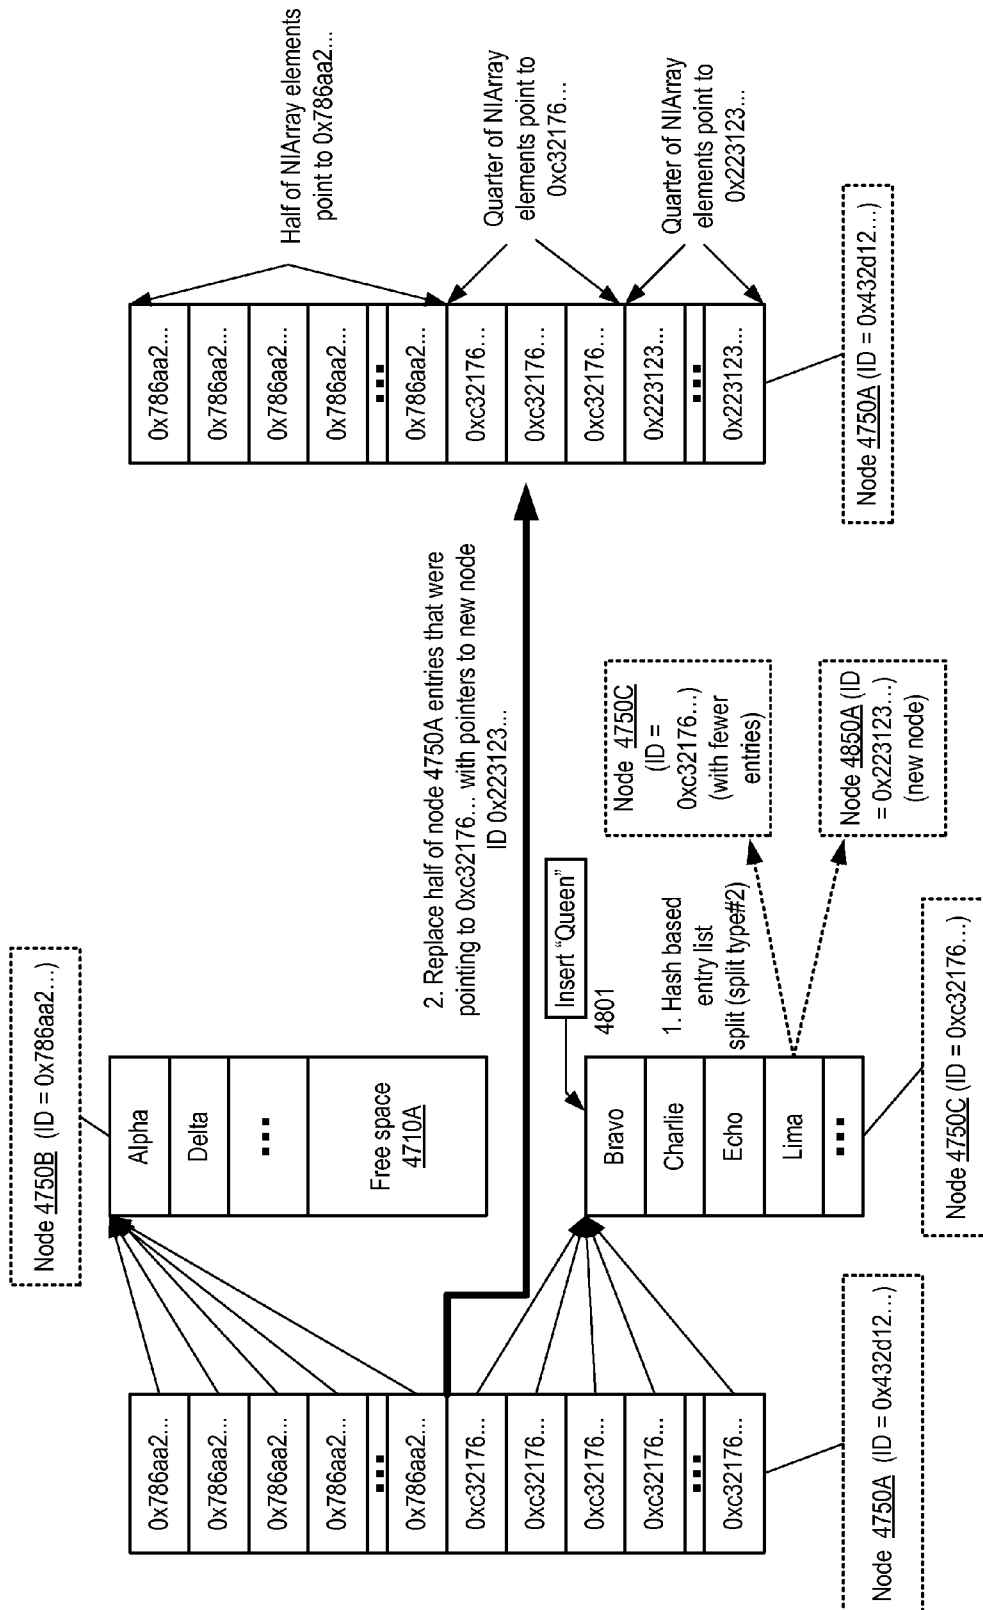 Node 4750A (ID = 0x432d12...)
0x786aa2...
0x786aa2...
0x786aa2...
0x786aa2...
...
0x786aa2...
0xc32176...
0xc32176...
0xc32176...
0xc32176...
...
0xc32176...
Node 4750B (ID = 0x786aa2...)
Alpha
Delta
...
Free space
4710A
Insert “Queen”
4801
Bravo
Charlie
Echo
Lima
...
Node 4750C (ID = 0xc32176...)
1. Hash based
entry list
split (split type#2)
Node 4750C
(ID =
0xc32176...)
(with fewer
entries)
Node 4850A (ID
= 0x223123...)
(new node)
2. Replace half of node 4750A entries that were
pointing to 0xc32176... with pointers to new node
ID 0x223123...
0x786aa2...
0x786aa2...
0x786aa2...
0x786aa2...
...
0x786aa2...
0xc32176...
0xc32176...
0xc32176...
0x223123...
...
0x223123...
Node 4750A (ID = 0x432d12...)
Half of NIArray elements
point to 0x786aa2...
Quarter of NIArray
elements point to
0xc32176...
Quarter of NIArray
elements point to
0x223123...